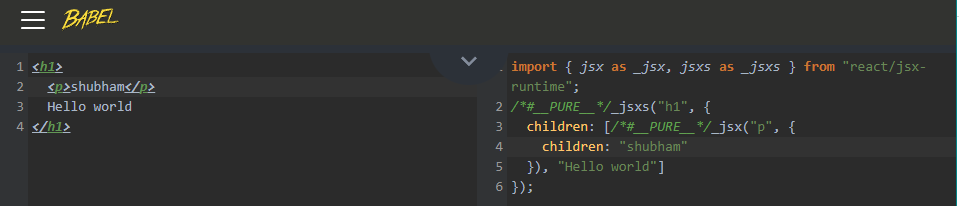 BABEL
1 <h1>
2 <p>shubham</p>
3 Hello world
4 </h1>
import { jsx as _jsx, jsxs as _jsxs } from "react/jsx-
runtime";
2 /*#__PURE__*/_jsxs("h1", {
3 children: [/*#__PURE__*/_jsx("p", {
4 children: "shubham"
5 }), "Hello world"]
6 });